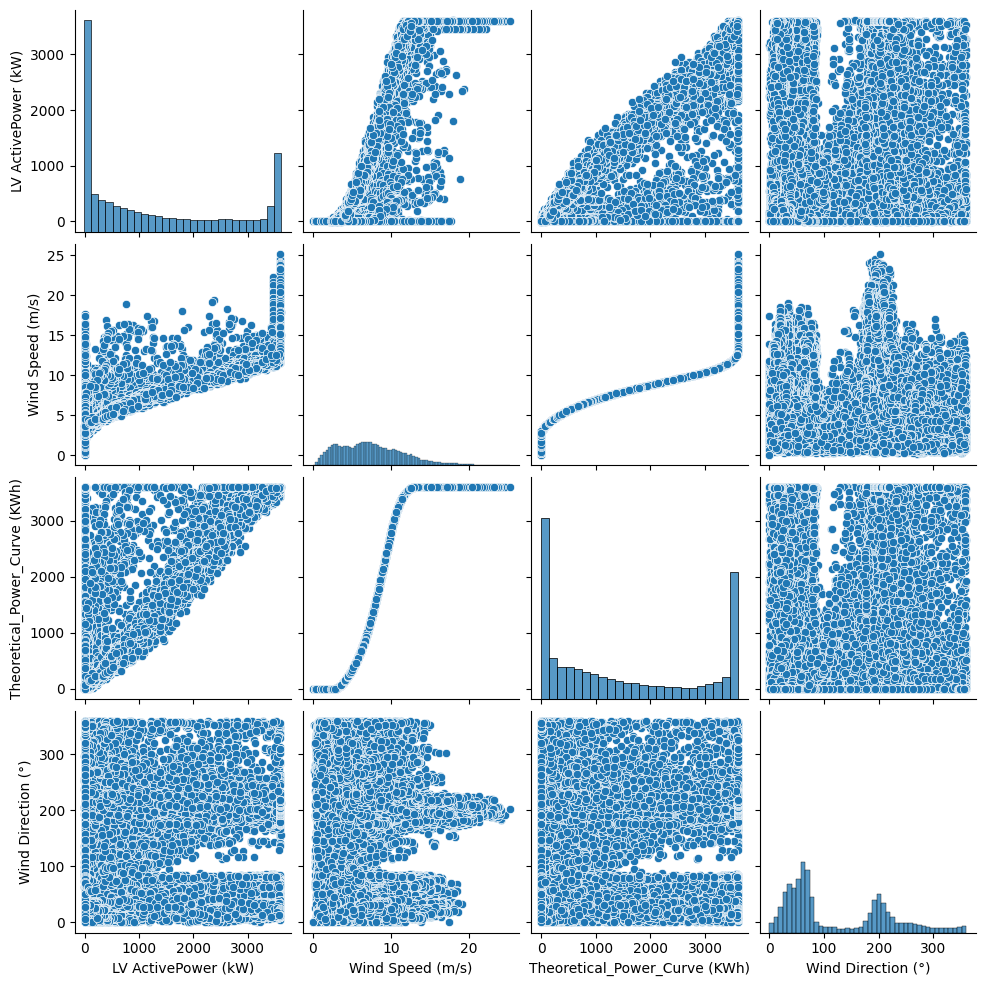 LV ActivePower (kW)
3000
2000
1000
0
Wind Speed (m/s)
25
20
15
10
5
0
Theoretical_Power_Curve (KWh)
3000
2000
1000
0
Wind Direction (°)
300
200
100
0
0 1000 2000 3000
0 10 20
0 1000 2000 3000
0 100 200 300
LV ActivePower (kW)
Wind Speed (m/s)
Theoretical_Power_Curve (KWh)
Wind Direction (°)